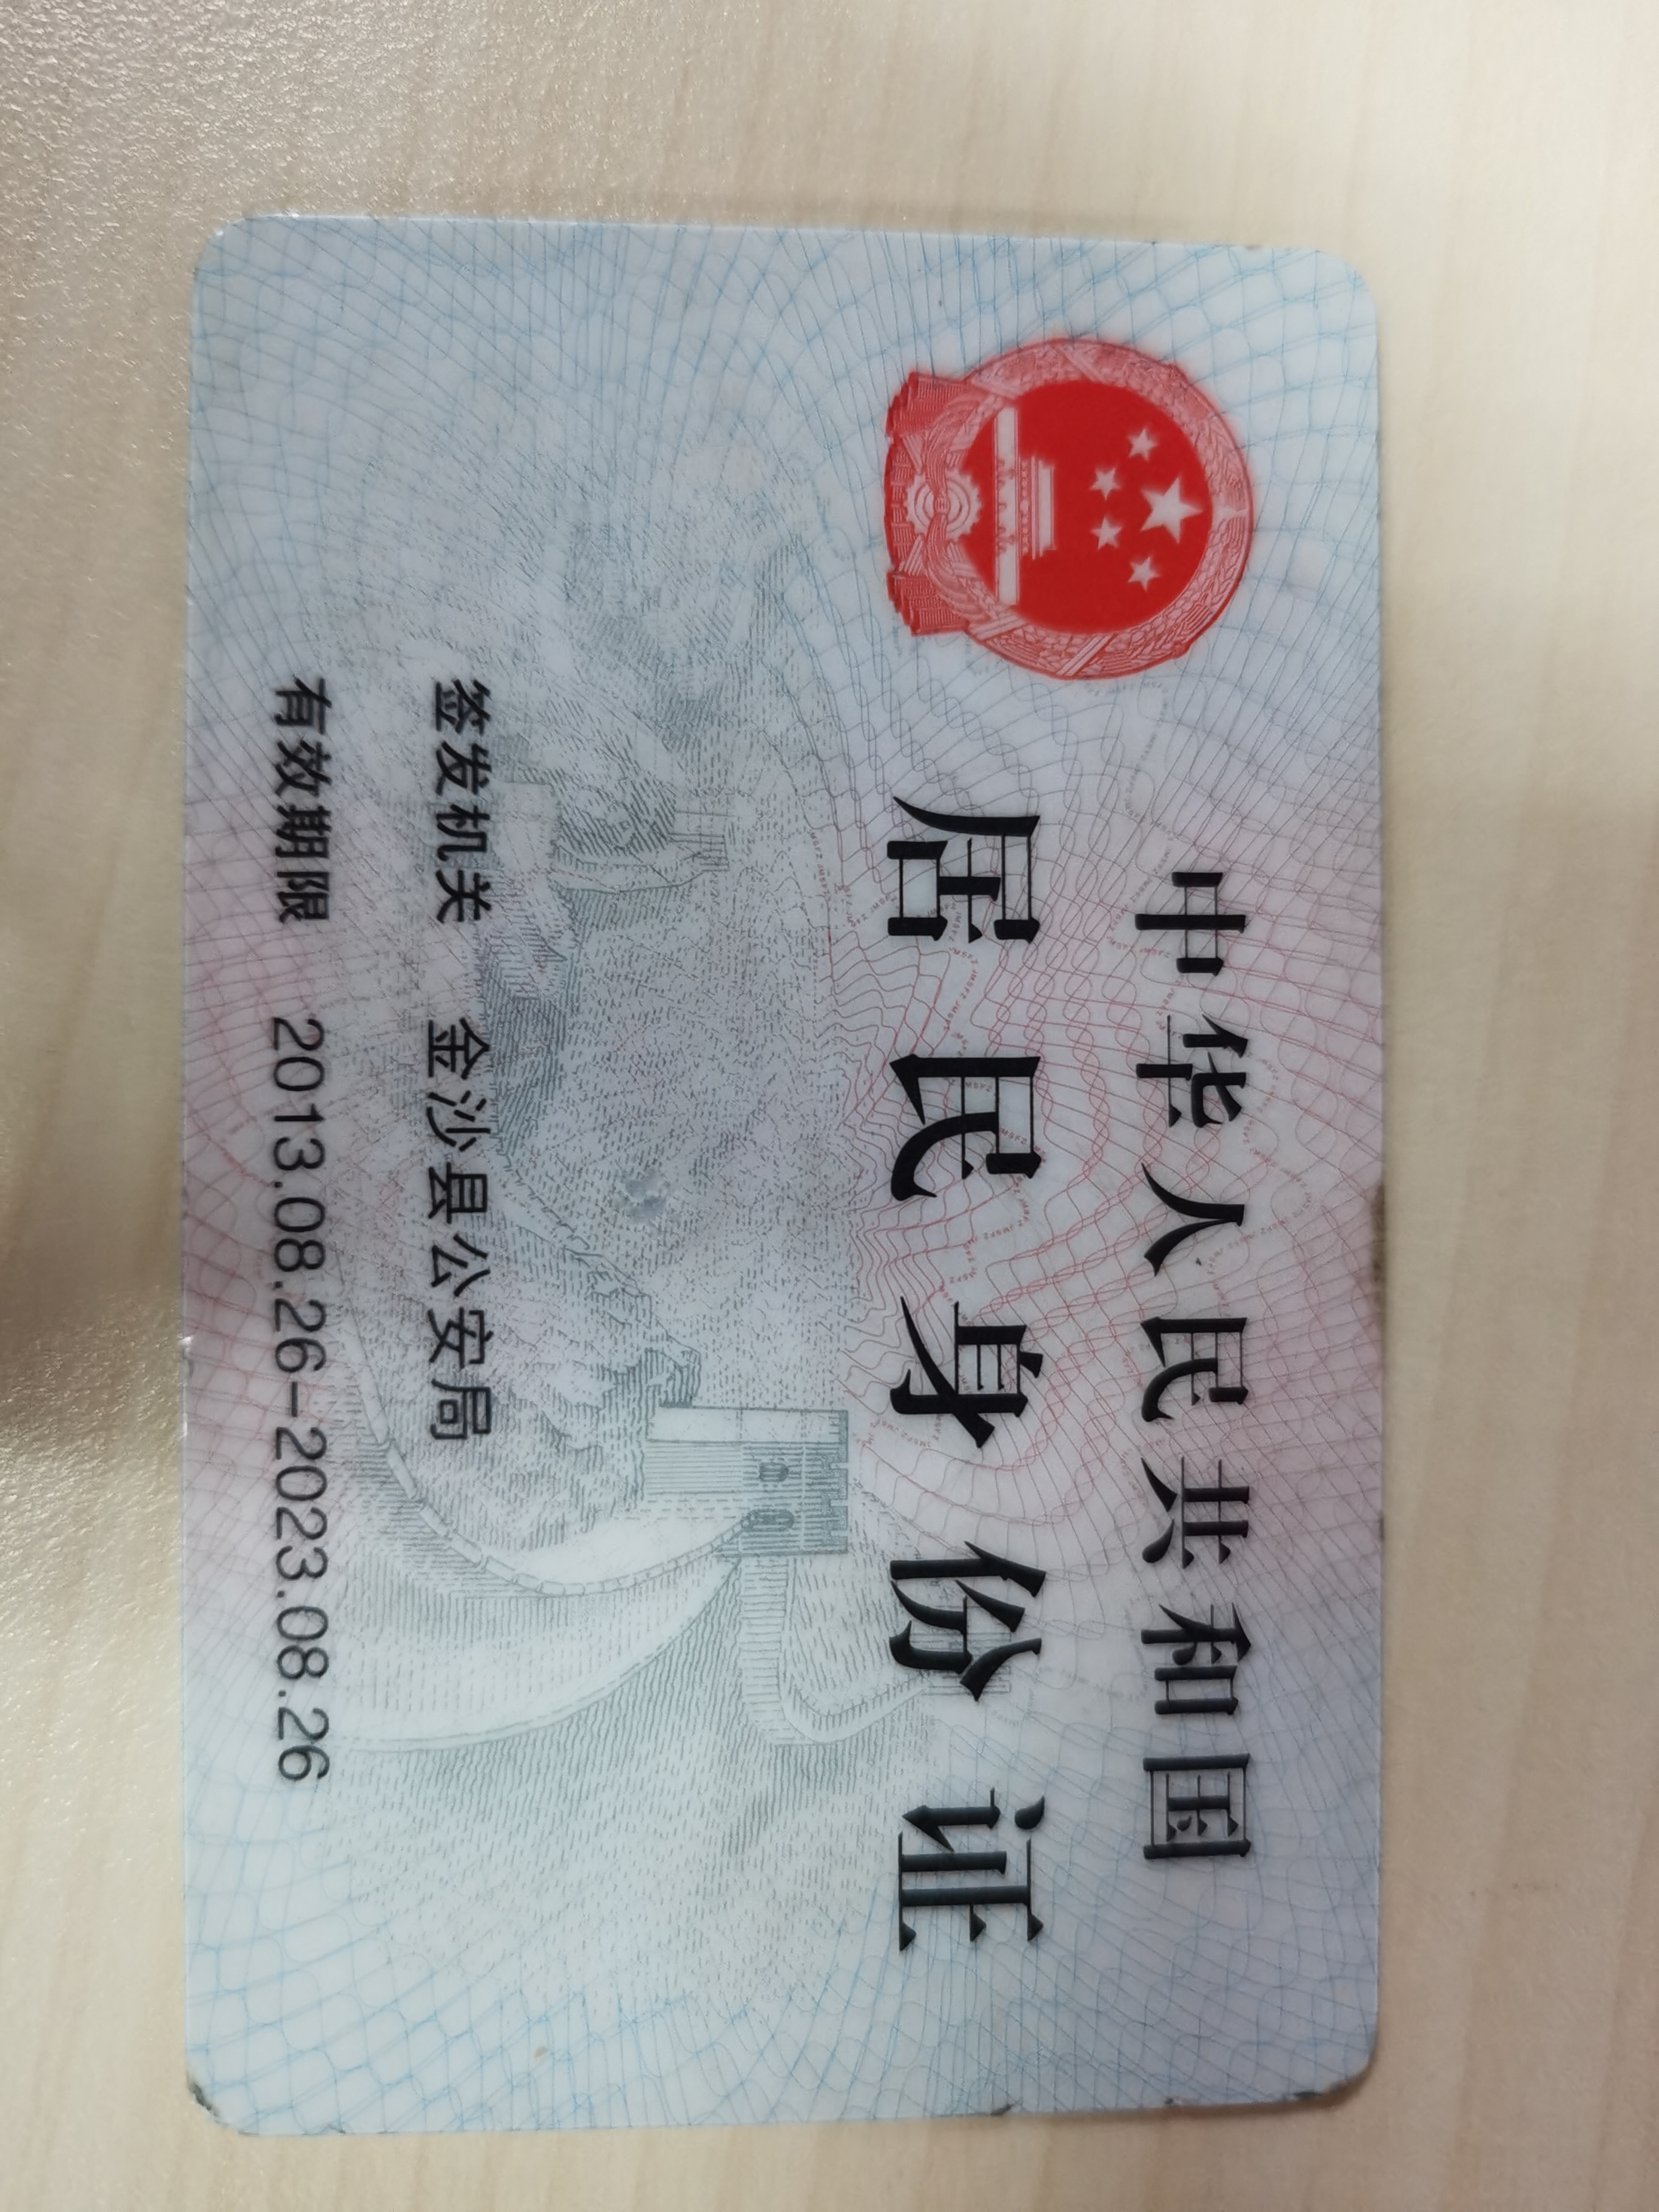 中华人民共和国
居民身份证
签发机关 金沙县公安局
有效期限 2013.08.26-2023.08.26